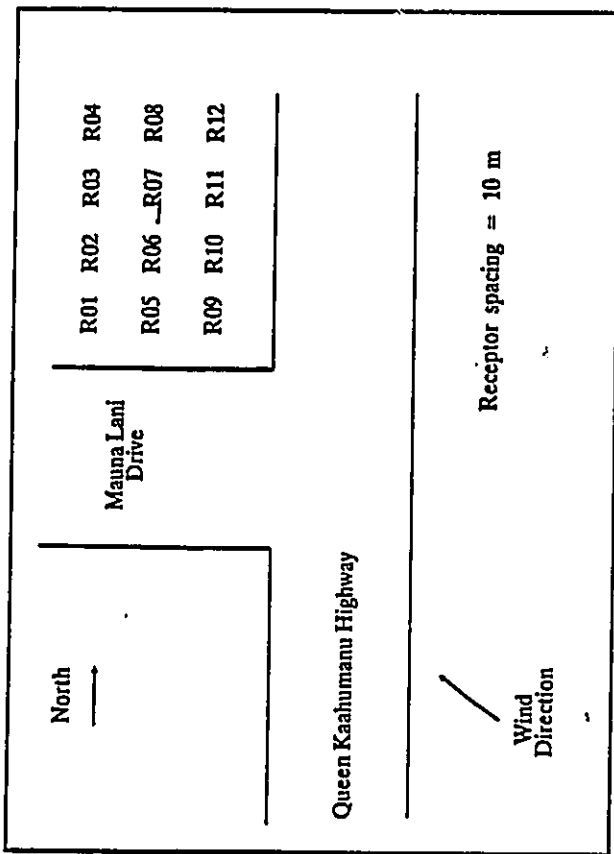 R01 R02 R03 R04
R05 R06 R07 R08
R09 R10 R11 R12
Mauna Lani
Drive
North
Queen Kaahumanu Highway
Receptor spacing = 10 m
Wind
Direction